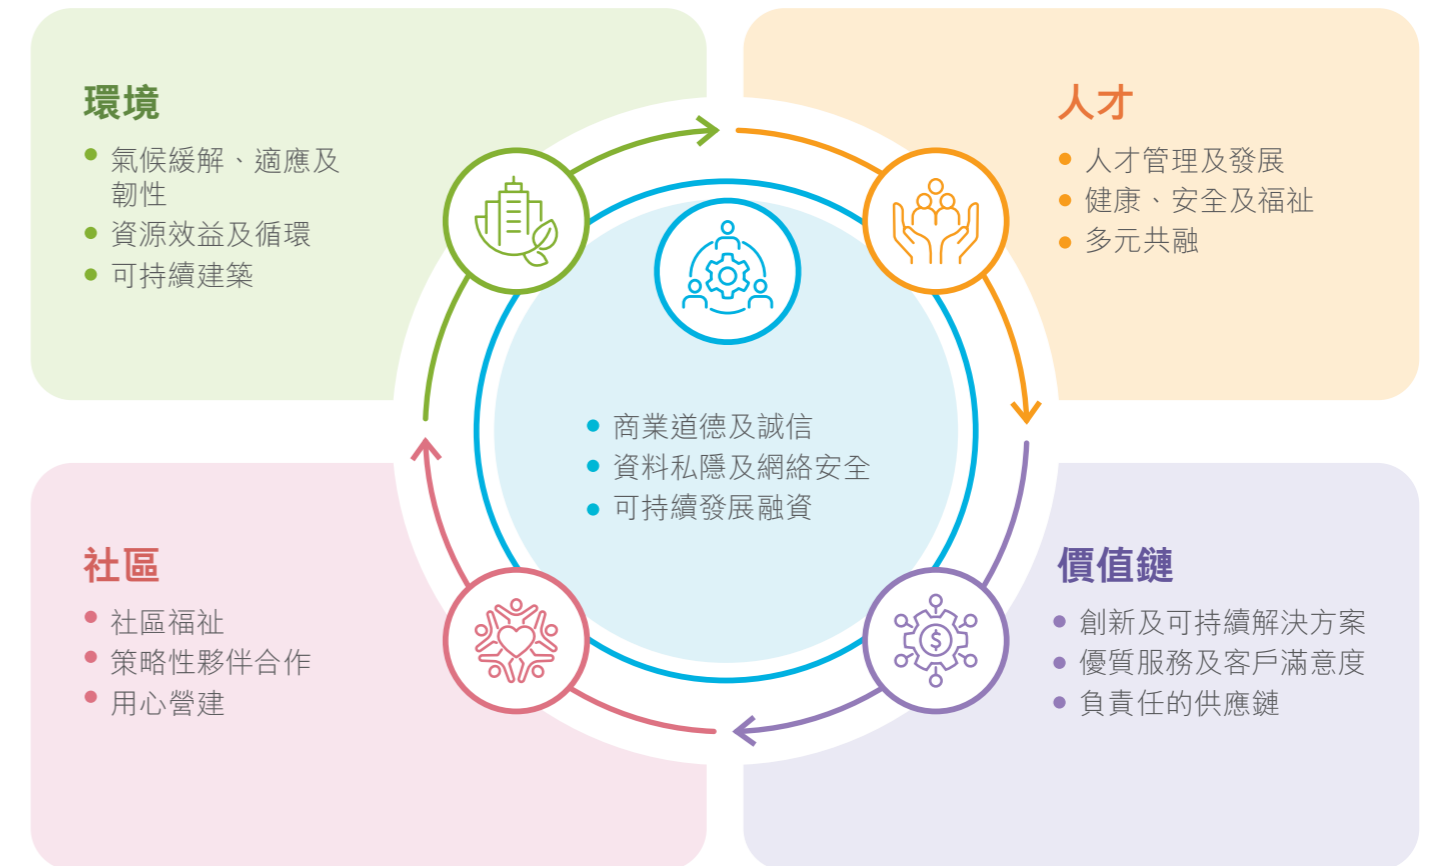 環境
氣候緩解、適應及
韌性
資源效益及循環
可持續建築
人才
人才管理及發展
健康、安全及福祉
多元共融
商業道德及誠信
資料私隱及網絡安全
可持續發展融資
社區
社區福祉
策略性夥伴合作
用心營建
價值鏈
創新及可持續解決方案
優質服務及客戶滿意度
負責任的供應鏈
$